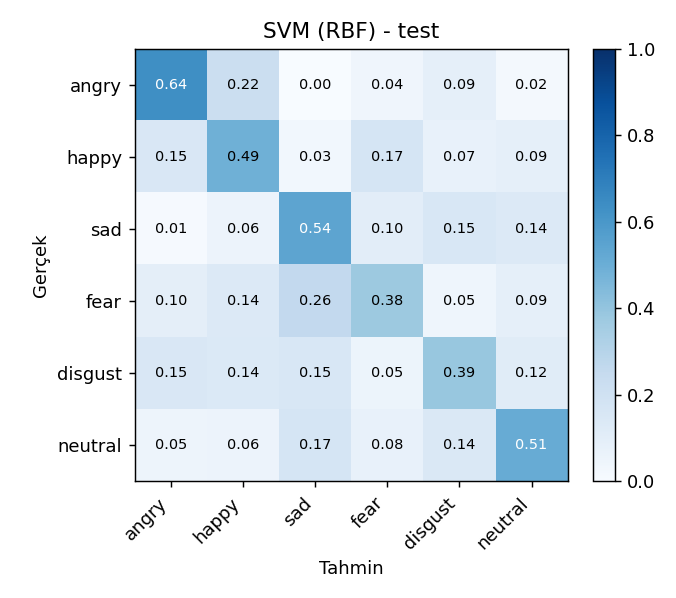 SVM (RBF) - test
angry 0.64 0.22 0.00 0.04 0.09 0.02
happy 0.15 0.49 0.03 0.17 0.07 0.09
sad 0.01 0.06 0.54 0.10 0.15 0.14
fear 0.10 0.14 0.26 0.38 0.05 0.09
disgust 0.15 0.14 0.15 0.05 0.39 0.12
neutral 0.05 0.06 0.17 0.08 0.14 0.51
Gerçek
angry happy sad fear disgust neutral
Tahmin
1.0
0.8
0.6
0.4
0.2
0.0